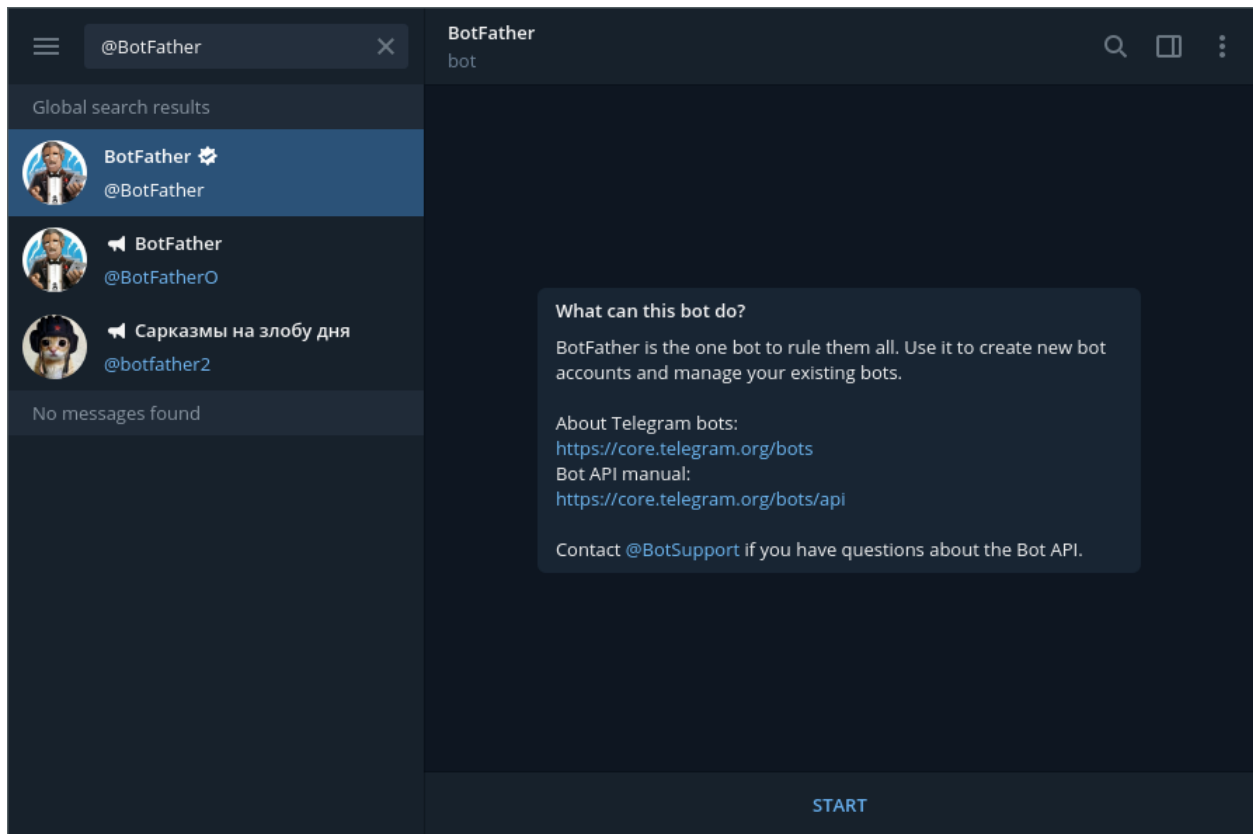 @BotFather
Global search results
BotFather
@BotFather
BotFather
@BotFatherO
Сарказмы на злобу дня
@botfather2
No messages found
BotFather
bot
What can this bot do?
BotFather is the one bot to rule them all. Use it to create new bot
accounts and manage your existing bots.
About Telegram bots:
https://core.telegram.org/bots
Bot API manual:
https://core.telegram.org/bots/api
Contact @BotSupport if you have questions about the Bot API.
START